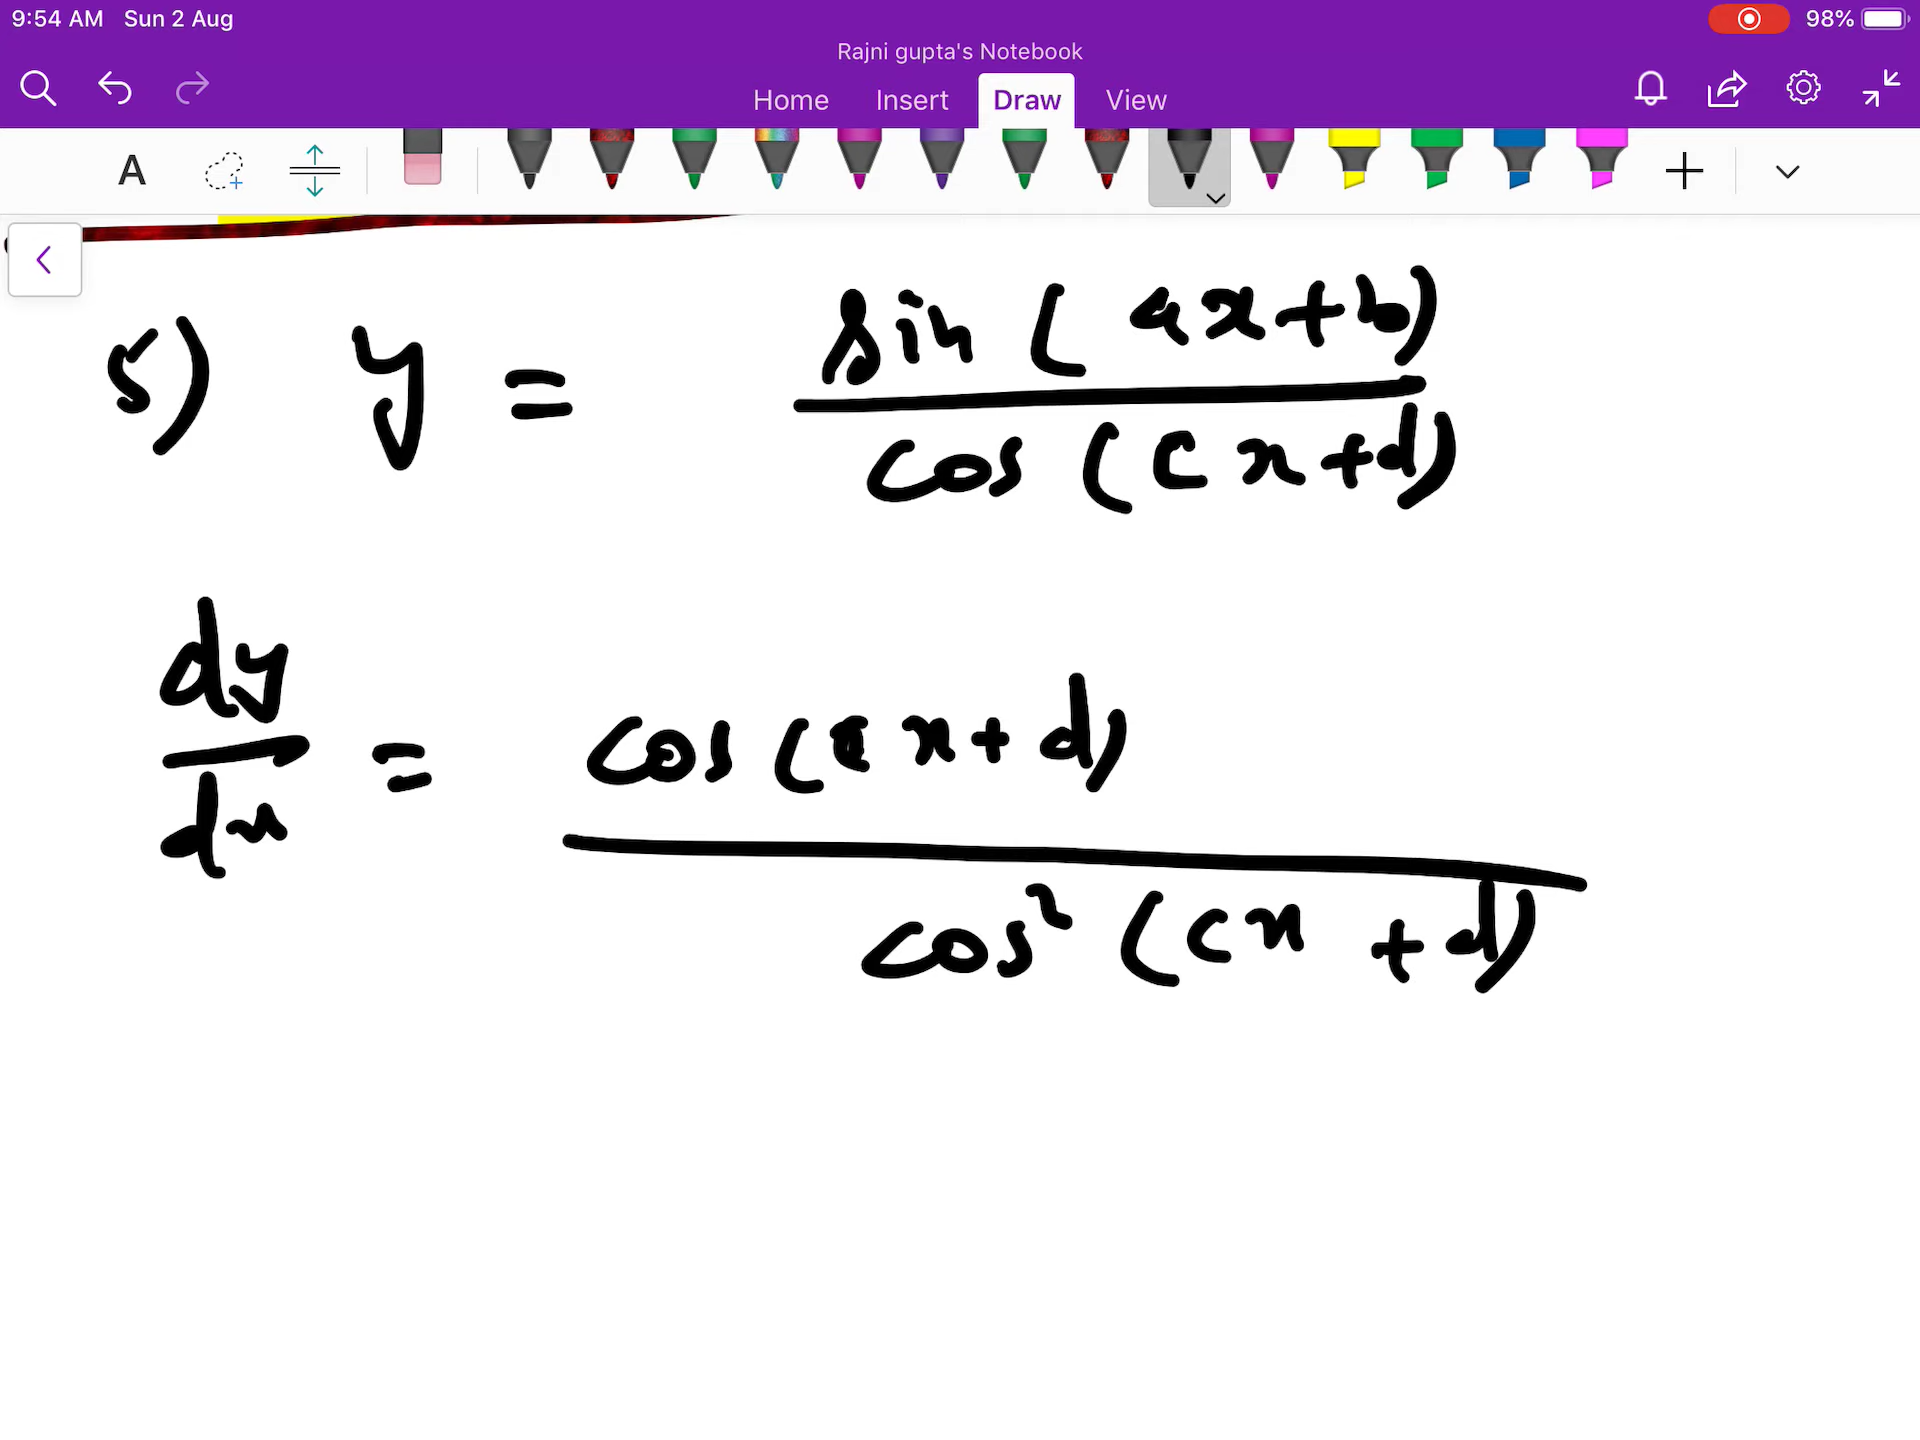 9:54 AM Sun 2 Aug 98%
Rajni gupta's Notebook
Home Insert Draw View
A
5) y = sin (ax+b)
cos (cx+d)
dy
dx = cos (cx+d)
cos² (cx+d)